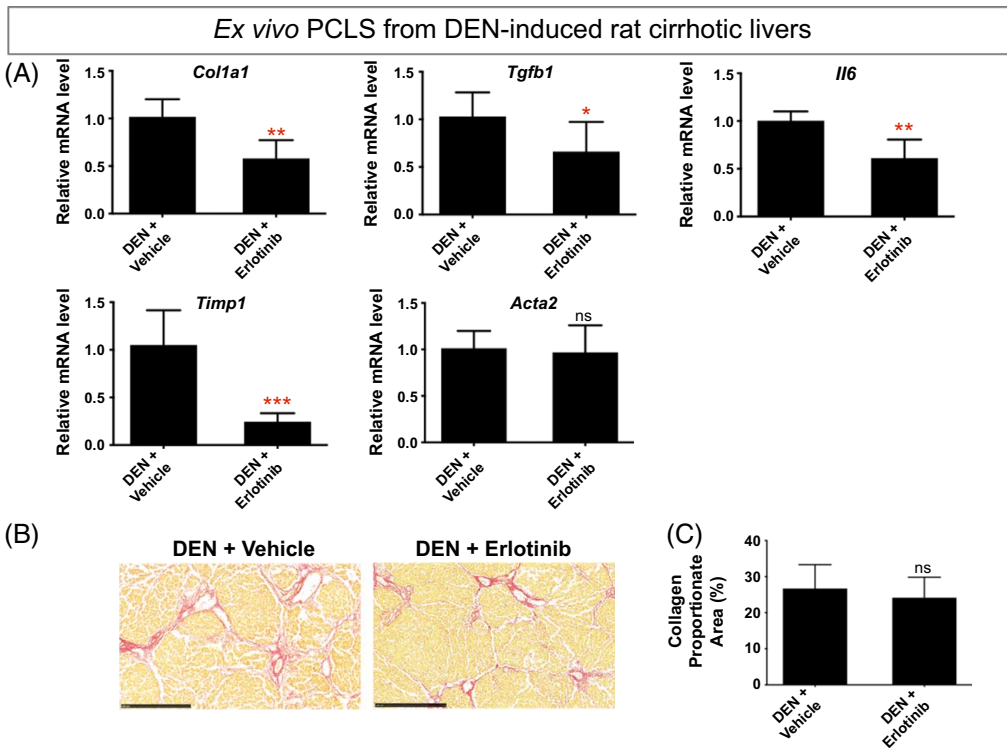 Ex vivo PCLS from DEN-induced rat cirrhotic livers
(A)
Col1a1
Relative mRNA level
1.5
1.0
0.5
0.0
**
DEN +
Vehicle
DEN +
Erlotinib
Tgfb1
Relative mRNA level
1.5
1.0
0.5
0.0
*
DEN +
Vehicle
DEN +
Erlotinib
Il6
Relative mRNA level
1.5
1.0
0.5
0.0
**
DEN +
Vehicle
DEN +
Erlotinib
Timp1
Relative mRNA level
1.5
1.0
0.5
0.0
***
DEN +
Vehicle
DEN +
Erlotinib
Acta2
Relative mRNA level
1.5
1.0
0.5
0.0
ns
DEN +
Vehicle
DEN +
Erlotinib
(B)
DEN + Vehicle
DEN + Erlotinib
(C)
Collagen
Proportionate
Area (%)
40
30
20
10
0
ns
DEN +
Vehicle
DEN +
Erlotinib